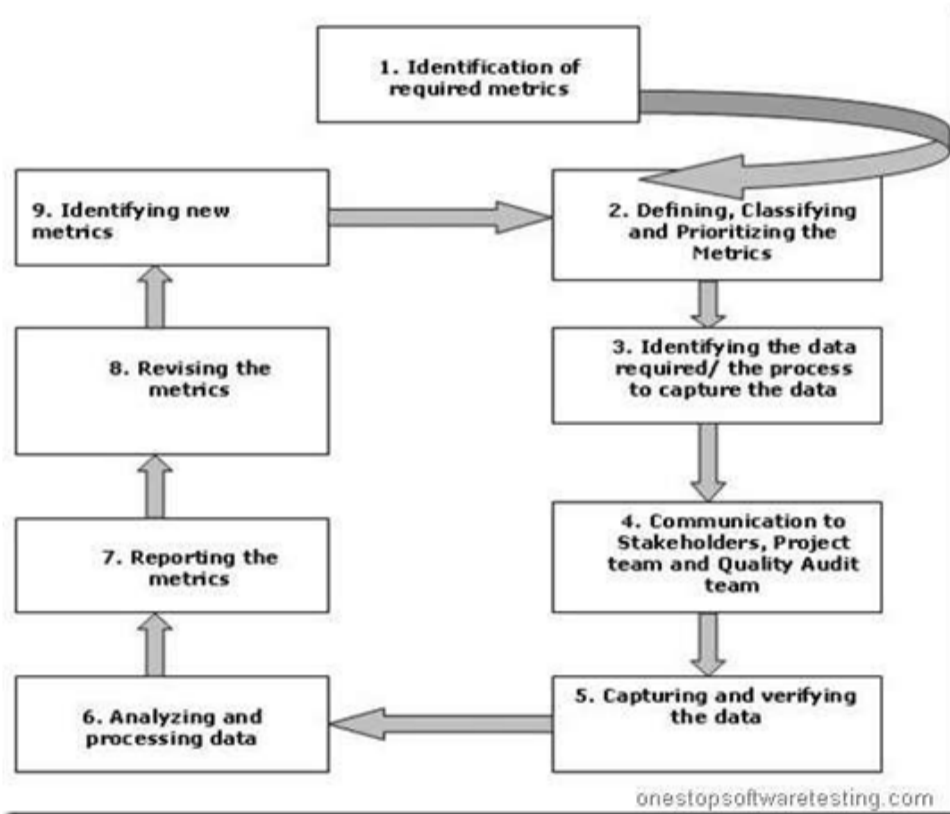 1. Identification of
required metrics
9. Identifying new
metrics
2. Defining, Classifying
and Prioritizing the
Metrics
8. Revising the
metrics
3. Identifying the data
required/ the process
to capture the data
7. Reporting the
metrics
4. Communication to
Stakeholders, Project
team and Quality Audit
team
6. Analyzing and
processing data
5. Capturing and verifying
the data
onestopsoftwaretesting.com